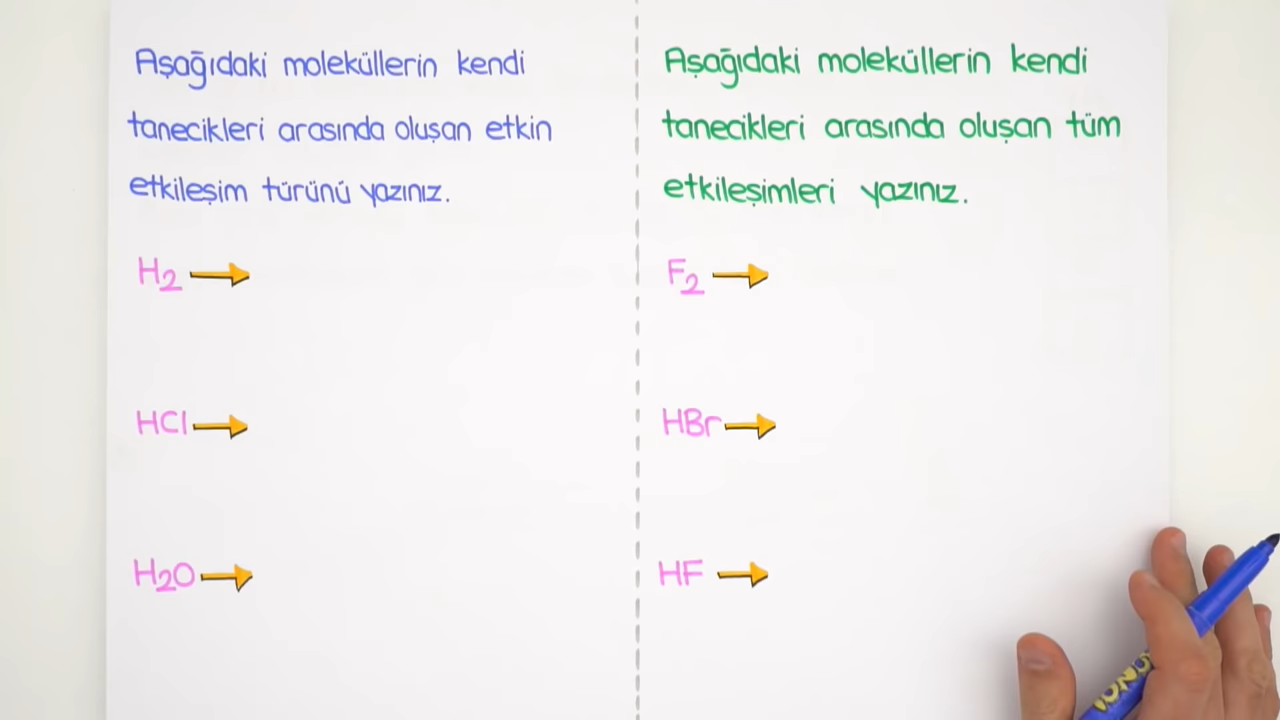 Aşağıdaki moleküllerin kendi
tanecikleri arasında oluşan etkin
etkileşim türünü yazınız.
H2
HCl
H2O
Aşağıdaki moleküllerin kendi
tanecikleri arasında oluşan tüm
etkileşimleri yazınız.
F2
HBr
HF